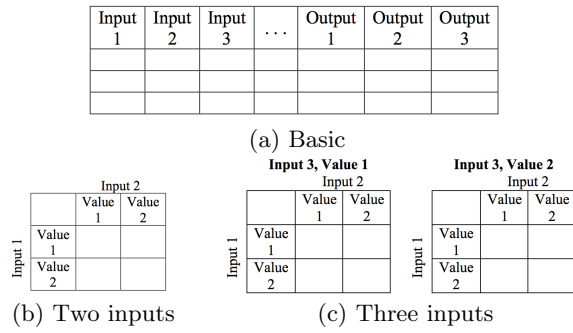 Input Input Input ... Output Output Output
1 2 3 1 2 3
(a) Basic
Input 2
Value Value
1 2
Input 1
Value
1
Value
2
(b) Two inputs
Input 3, Value 1
Input 2
Value Value
1 2
Input 1
Value
1
Value
2
Input 3, Value 2
Input 2
Value Value
1 2
Input 1
Value
1
Value
2
(c) Three inputs